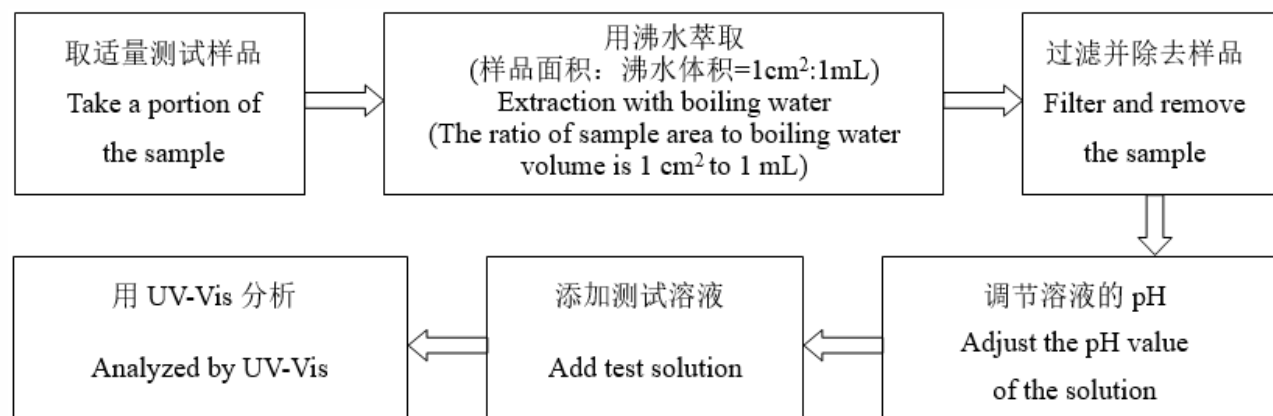 取适量测试样品
Take a portion of
the sample
用沸水萃取
(样品面积：沸水体积=1cm²:1mL)
Extraction with boiling water
(The ratio of sample area to boiling water
volume is 1 cm² to 1 mL)
过滤并除去样品
Filter and remove
the sample
调节溶液的 pH
Adjust the pH value
of the solution
添加测试溶液
Add test solution
用 UV-Vis 分析
Analyzed by UV-Vis